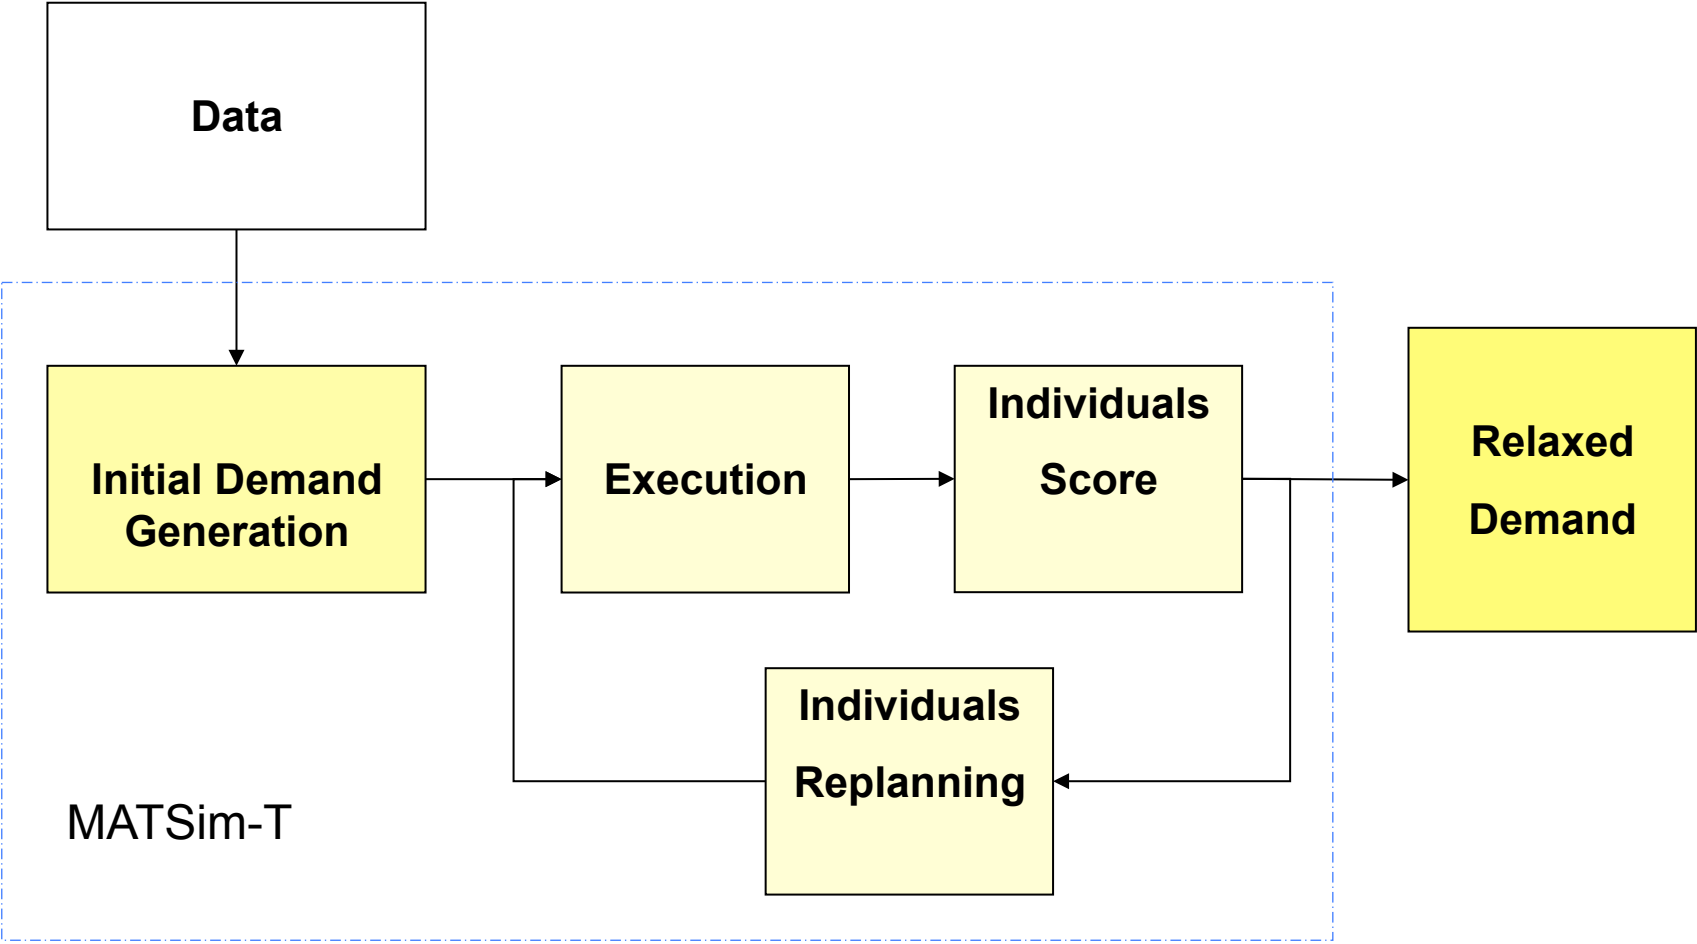 Data
Initial Demand
Generation
Execution
Individuals
Score
Relaxed
Demand
Individuals
Replanning
MATSim-T